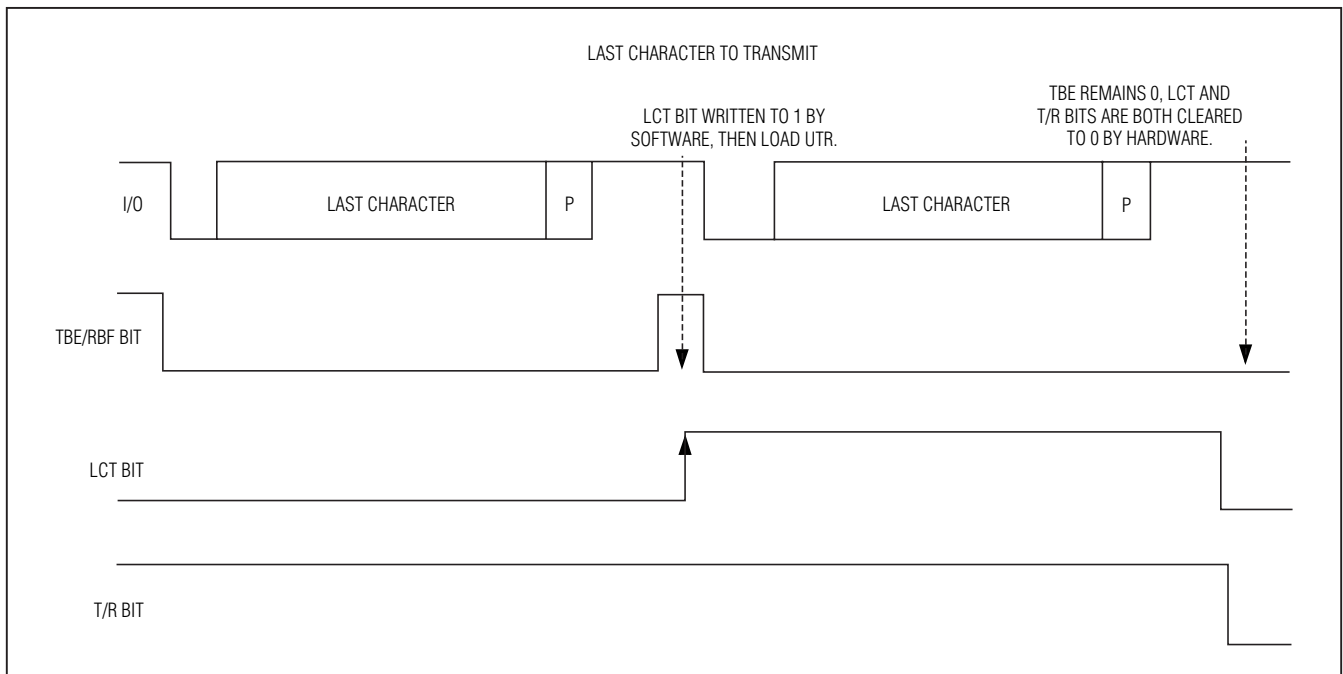 LAST CHARACTER TO TRANSMIT
LCT BIT WRITTEN TO 1 BY
SOFTWARE, THEN LOAD UTR.
TBE REMAINS 0, LCT AND
T/R BITS ARE BOTH CLEARED
TO 0 BY HARDWARE.
I/O
LAST CHARACTER
P
LAST CHARACTER
P
TBE/RBF BIT
LCT BIT
T/R BIT